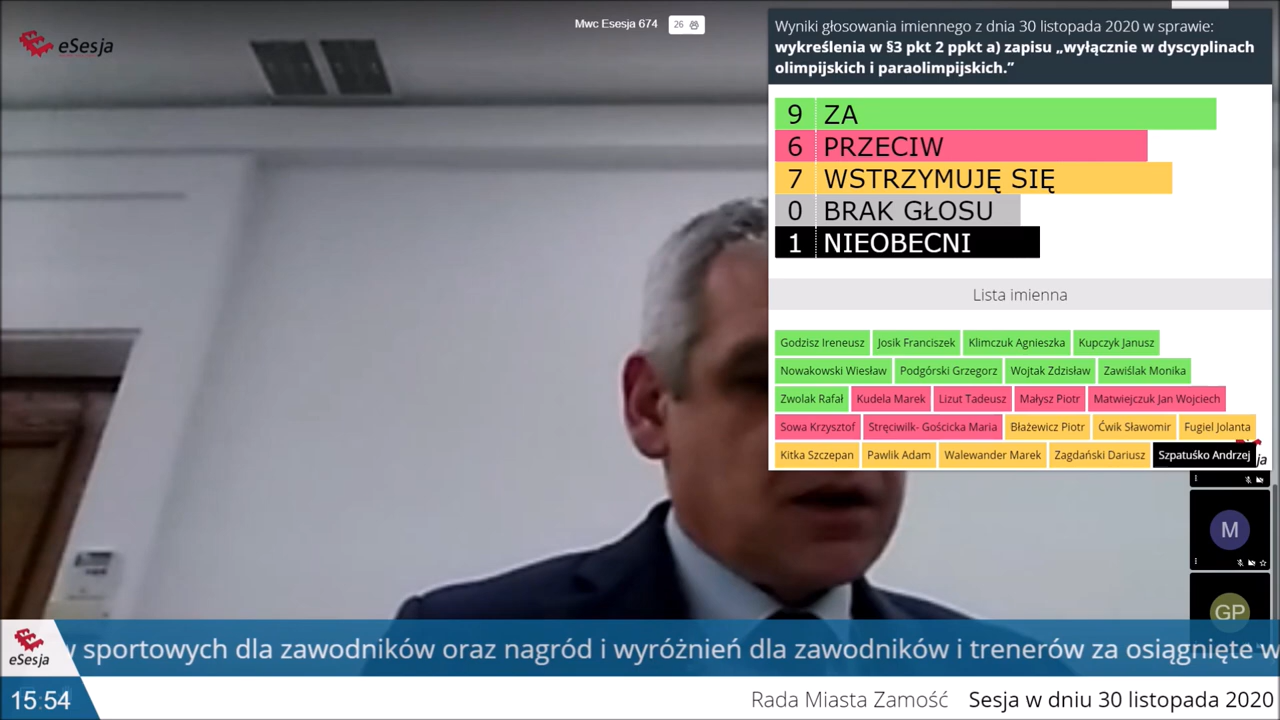 eSesja
Mwc Esesja 674
26
Wyniki głosowania imiennego z dnia 30 listopada 2020 w sprawie:
wykreślenia w §3 pkt 2 ppkt a) zapisu „wyłącznie w dyscyplinach
olimpijskich i paraolimpijskich.”
9 ZA
6 PRZECIW
7 WSTRZYMUJĘ SIĘ
0 BRAK GŁOSU
1 NIEOBECNI
Lista imienna
Godzisz Ireneusz Josik Franciszek Klimczuk Agnieszka Kupczyk Janusz
Nowakowski Wiesław Podgórski Grzegorz Wojtak Zdzisław Zawiślak Monika
Zwolak Rafał Kudela Marek Lizut Tadeusz Małysz Piotr Matwiejczuk Jan Wojciech
Sowa Krzysztof Stręciwilk- Gościcka Maria Błażewicz Piotr Ćwik Sławomir Fugiel Jolanta
Kitka Szczepan Pawlik Adam Walewander Marek Zagdański Dariusz Szpatuśko Andrzej
M
GP
eSesja
sportowych dla zawodników oraz nagród i wyróżnień dla zawodników i trenerów za osiągnięte w
15:54
Rada Miasta Zamość Sesja w dniu 30 listopada 2020